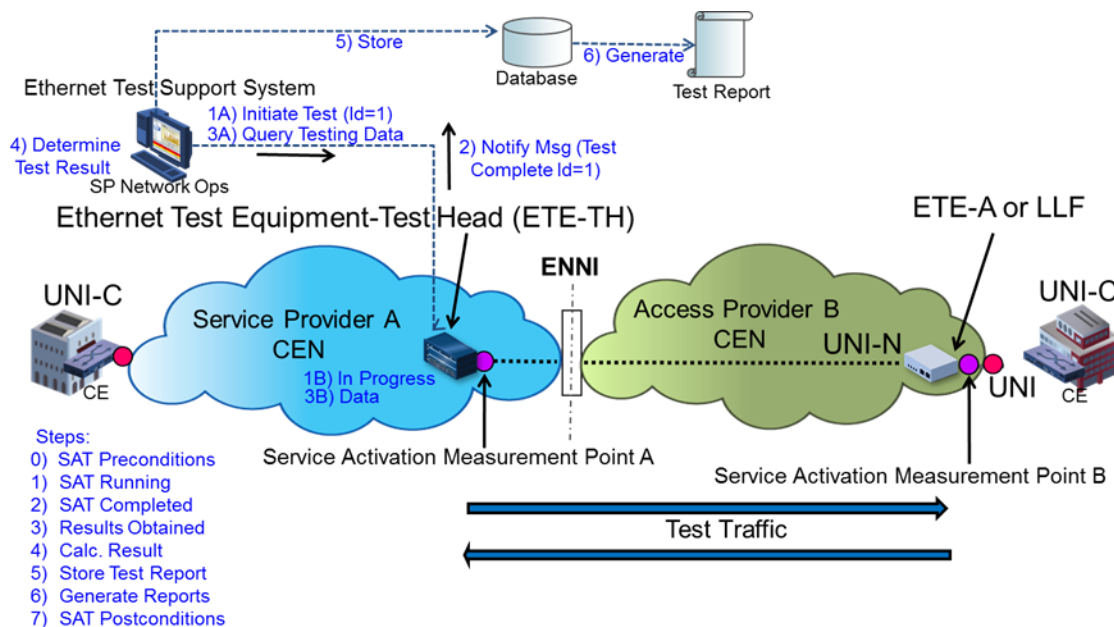 5) Store
6) Generate
Database
Test Report
Ethernet Test Support System
1A) Initiate Test (Id=1)
3A) Query Testing Data
4) Determine
Test Result
SP Network Ops
2) Notify Msg (Test
Complete Id=1)
Ethernet Test Equipment-Test Head (ETE-TH)
ETE-A or LLF
ENNI
UNI-C
Service Provider A
CEN
Access Provider B
CEN
UNI-N
UNI-C
CE
1B) In Progress
3B) Data
UNI
CE
Service Activation Measurement Point A
Service Activation Measurement Point B
Test Traffic
Steps:
0) SAT Preconditions
1) SAT Running
2) SAT Completed
3) Results Obtained
4) Calc. Result
5) Store Test Report
6) Generate Reports
7) SAT Postconditions